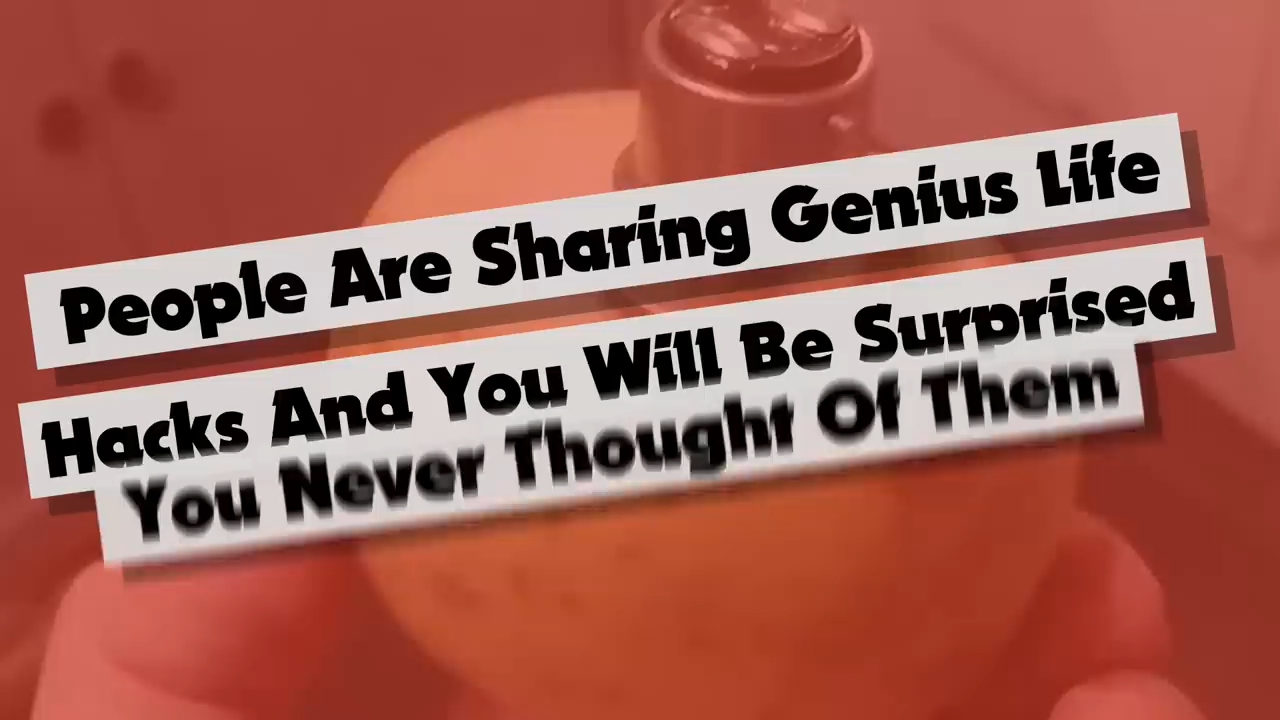 People Are Sharing Genius Life
Hacks And You Will Be Surprised
You Never Thought Of Them